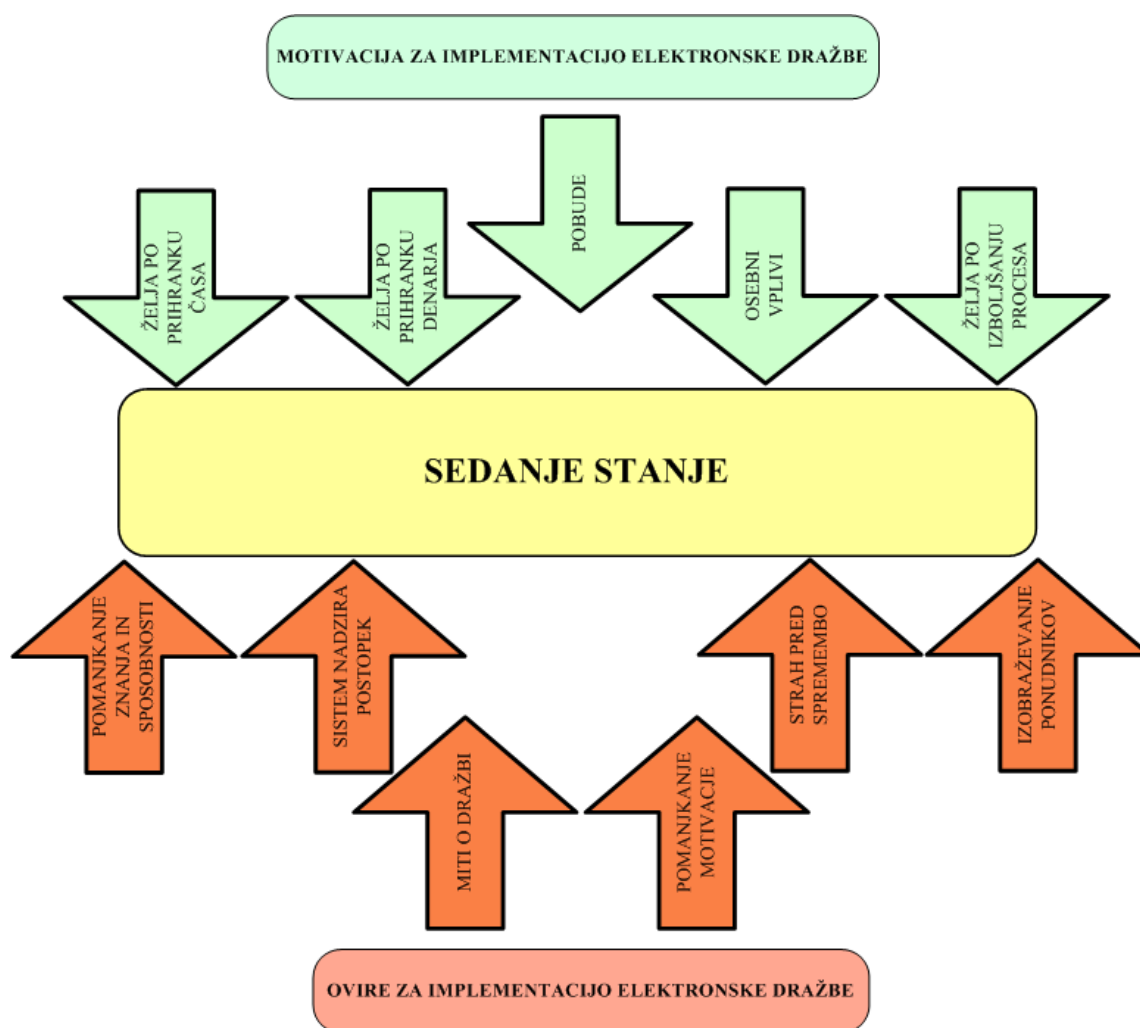 MOTIVACIJA ZA IMPLEMENTACIJO ELEKTRONSKE DRAŽBE
ŽELJA PO
PRIHRANKU
ČASA
ŽELJA PO
PRIHRANKU
DENARJA
POBUDE
OSEBNI
VPLIVI
ŽELJA PO
IZBOLJŠANJU
PROCESA
SEDANJE STANJE
POMANJKANJE
ZNANJA IN
SPOSOBNOSTI
SISTEM NADZIRA
POSTOPEK
MITI O DRAŽBI
POMANJKANJE
MOTIVACJE
STRAH PRED
SPREMEMBO
IZOBRAŽEVANJE
PONUDNIKOV
OVIRE ZA IMPLEMENTACIJO ELEKTRONSKE DRAŽBE